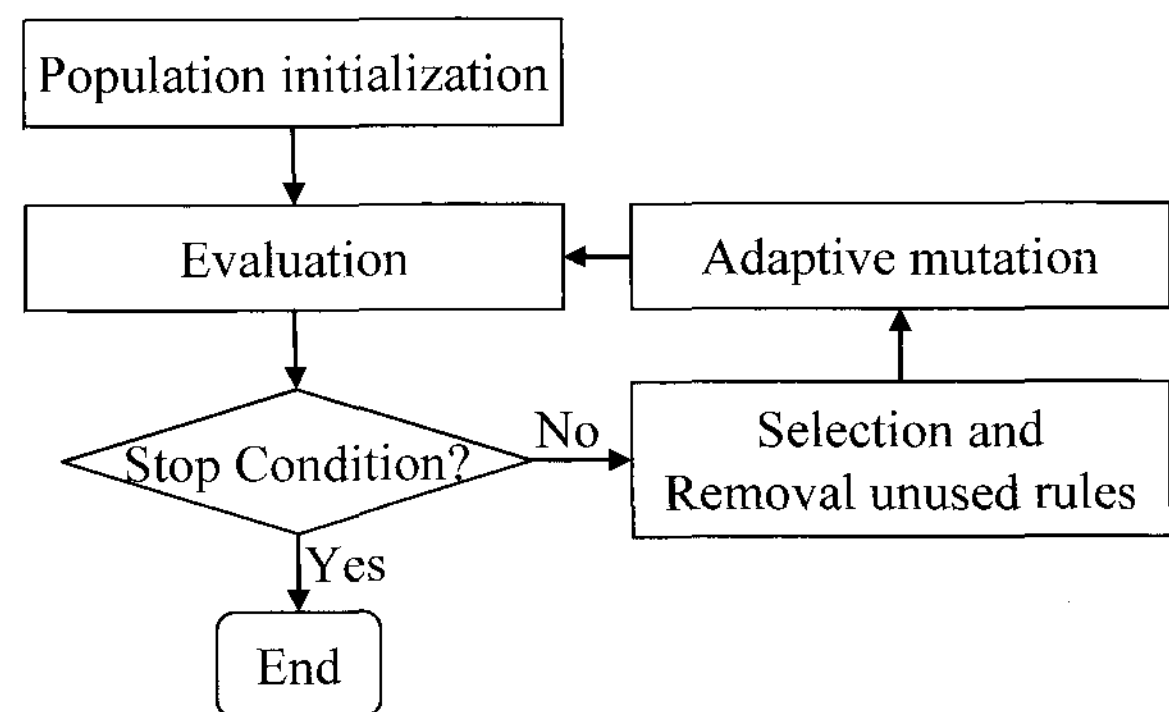 Population initialization
Evaluation
Adaptive mutation
Stop Condition?
No
Selection and
Removal unused rules
Yes
End